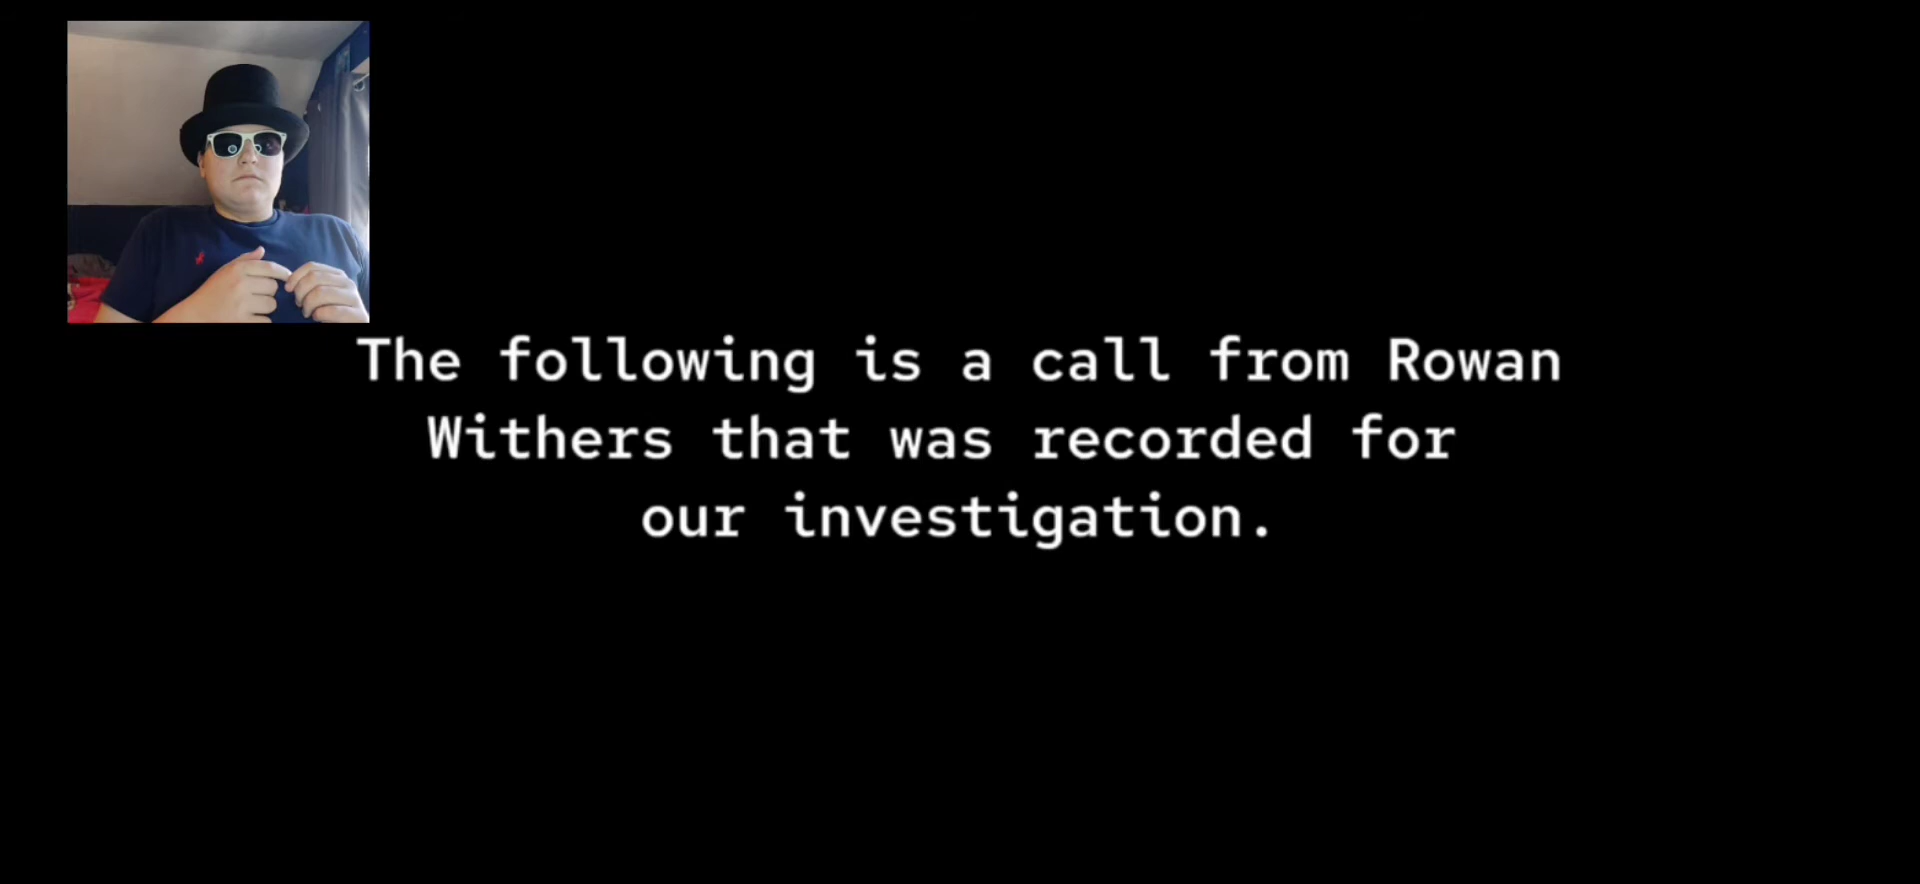 The following is a call from Rowan
Withers that was recorded for
our investigation.